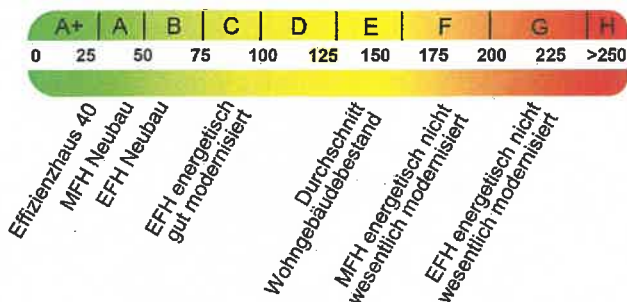 A+ A B C D E F G H
0 25 50 75 100 125 150 175 200 225 >250
Effizienzhaus 40
MFH Neubau
EFH Neubau
EFH energetisch
gut modernisiert
Durchschnitt
Wohngebäudebestand
MFH energetisch nicht
wesentlich modernisiert
EFH energetisch nicht
wesentlich modernisiert